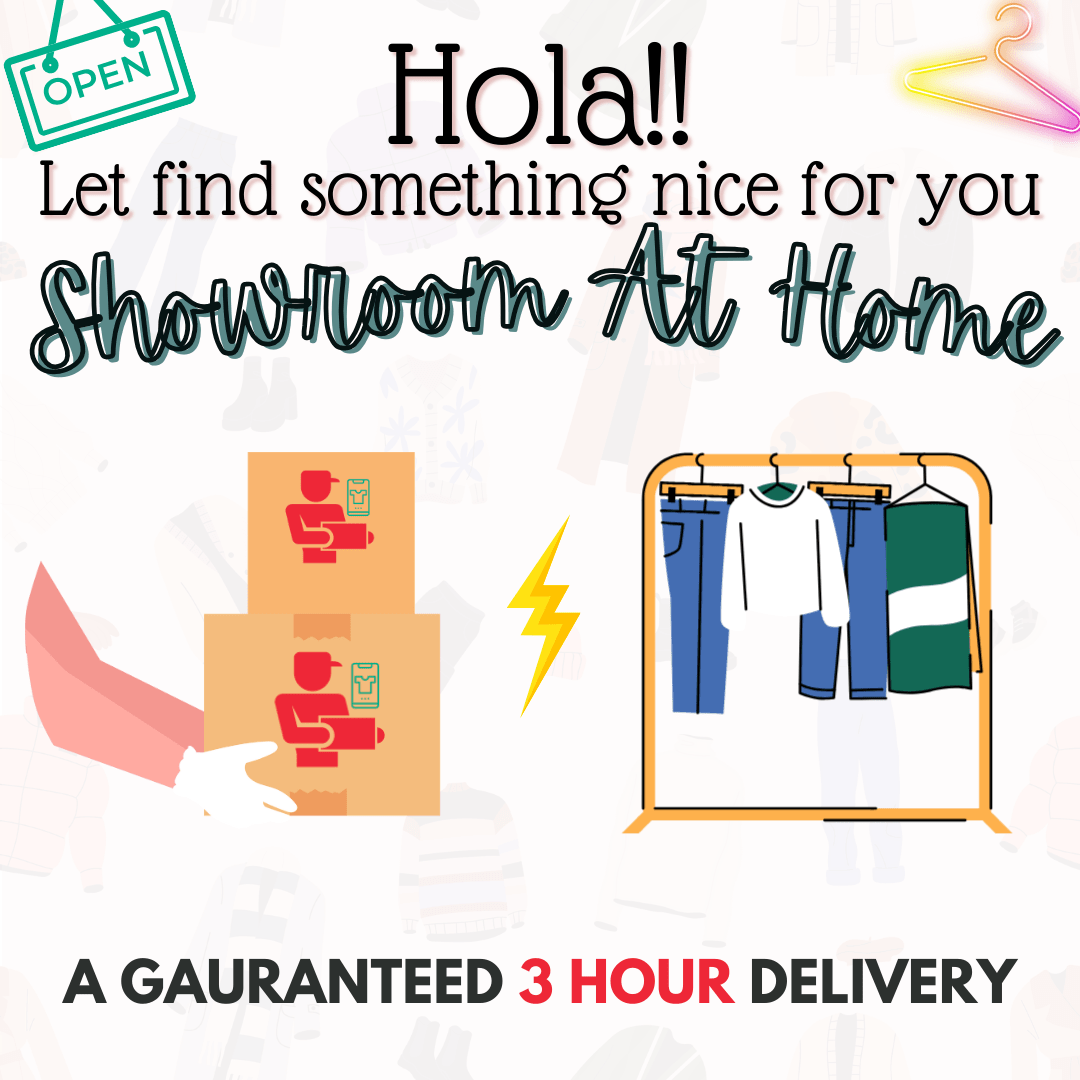 OPEN
Hola!!
Let find something nice for you
Showroom At Home
A GAURANTEED 3 HOUR DELIVERY